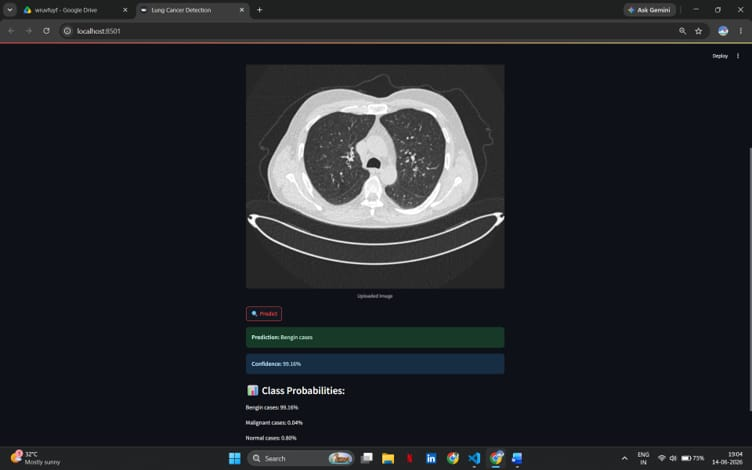 wruvfuyf - Google Drive
Lung Cancer Detection
Ask Gemini
localhost:8501
Deploy
Uploaded Image
Predict
Prediction: Bengin cases
Confidence: 99.16%
Class Probabilities:
Bengin cases: 99.16%
Malignant cases: 0.04%
Normal cases: 0.80%
32°C
Mostly sunny
Search
ENG
IN
75%
19:04
14-06-2026